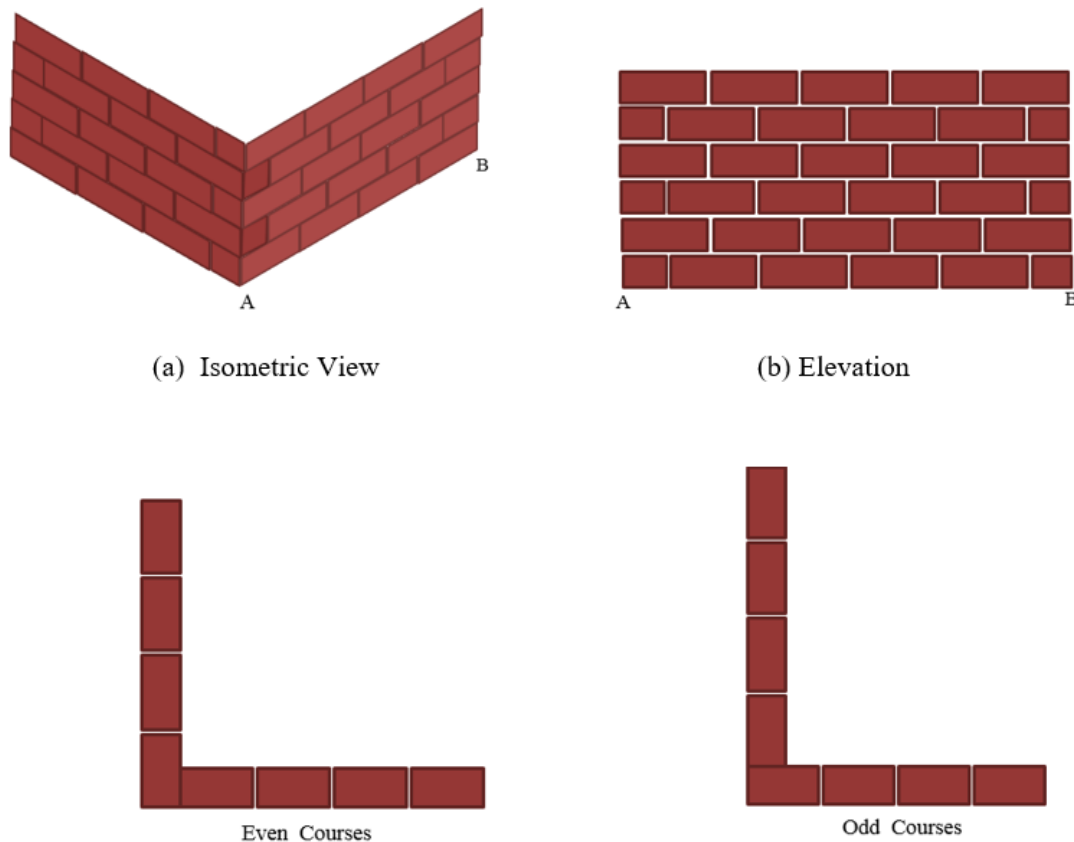 B
A
A
B
(a) Isometric View
(b) Elevation
Even Courses
Odd Courses